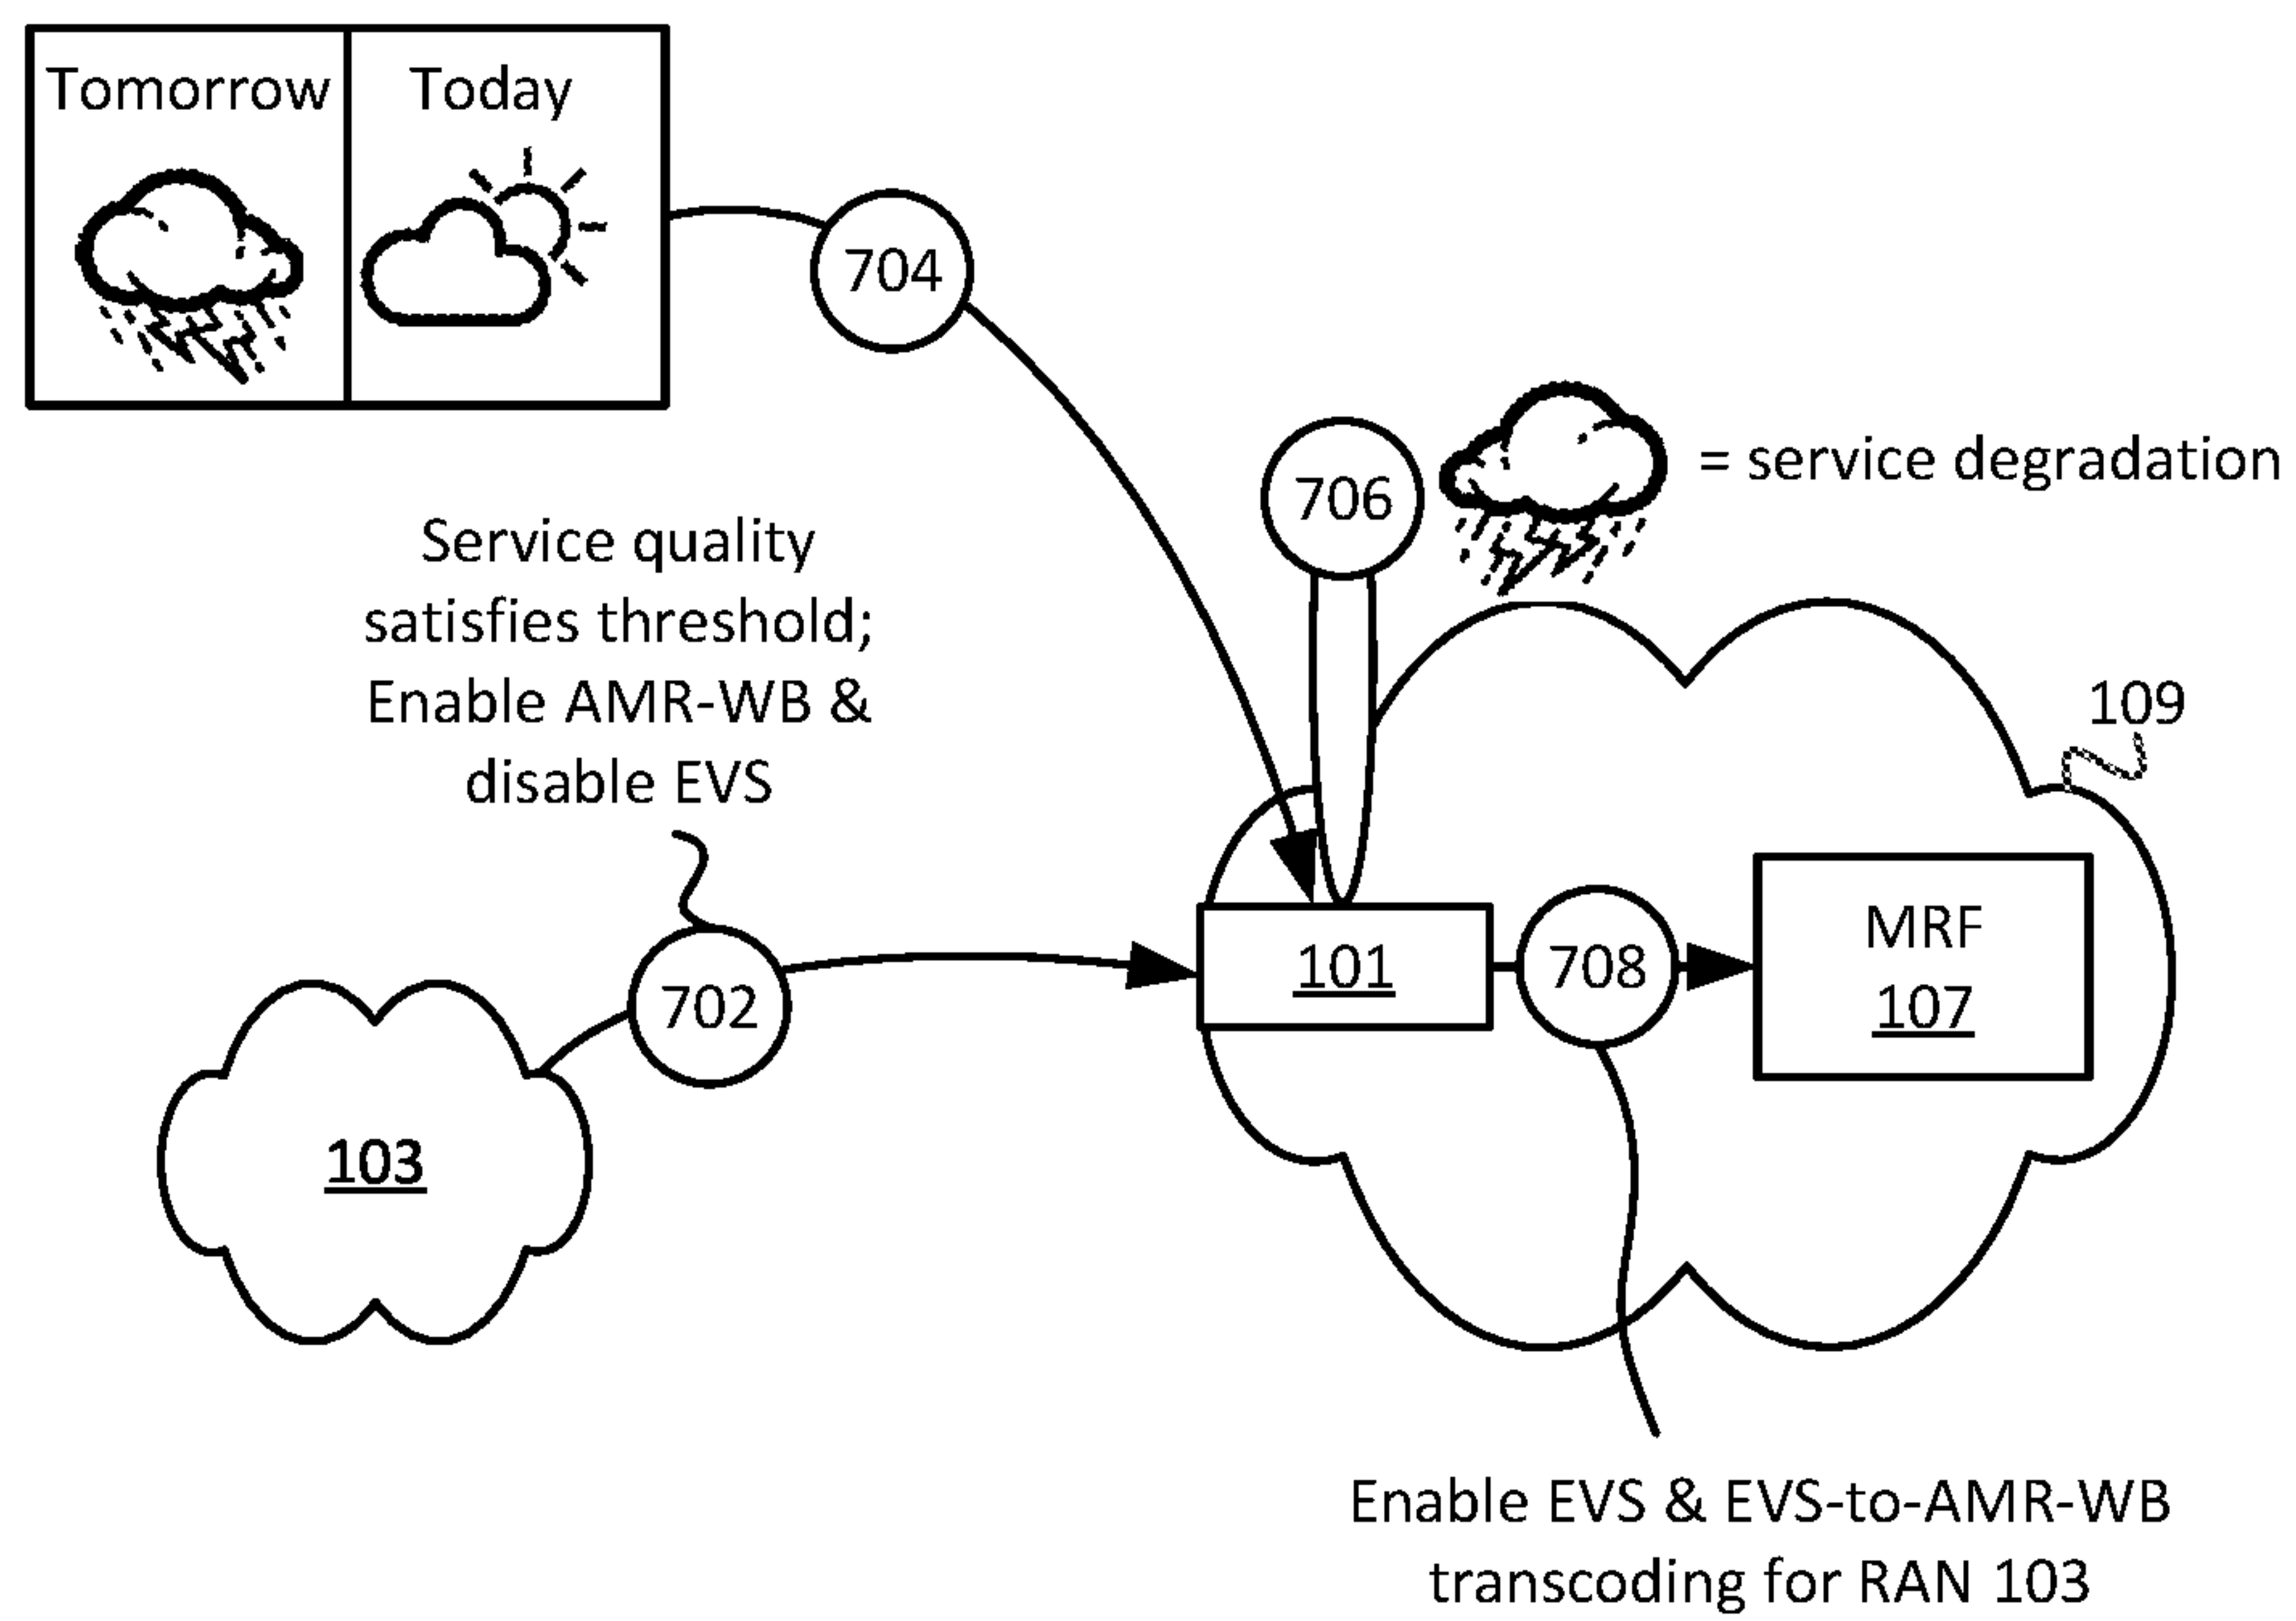 Tomorrow
Today
704
706
= service degradation
Service quality
satisfies threshold;
Enable AMR-WB &
disable EVS
109
702
101
708
MRF
107
103
Enable EVS & EVS-to-AMR-WB
transcoding for RAN 103